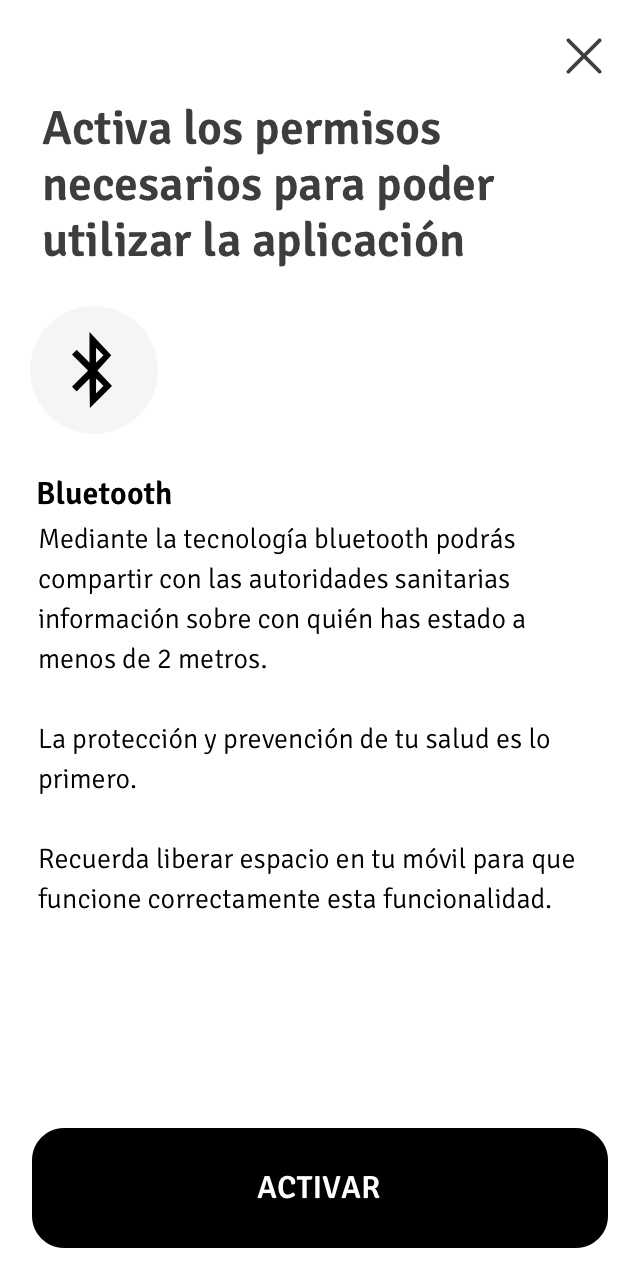 Activa los permisos
necesarios para poder
utilizar la aplicación
Bluetooth
Mediante la tecnología bluetooth podrás
compartir con las autoridades sanitarias
información sobre con quién has estado a
menos de 2 metros.
La protección y prevención de tu salud es lo
primero.
Recuerda liberar espacio en tu móvil para que
funcione correctamente esta funcionalidad.
ACTIVAR